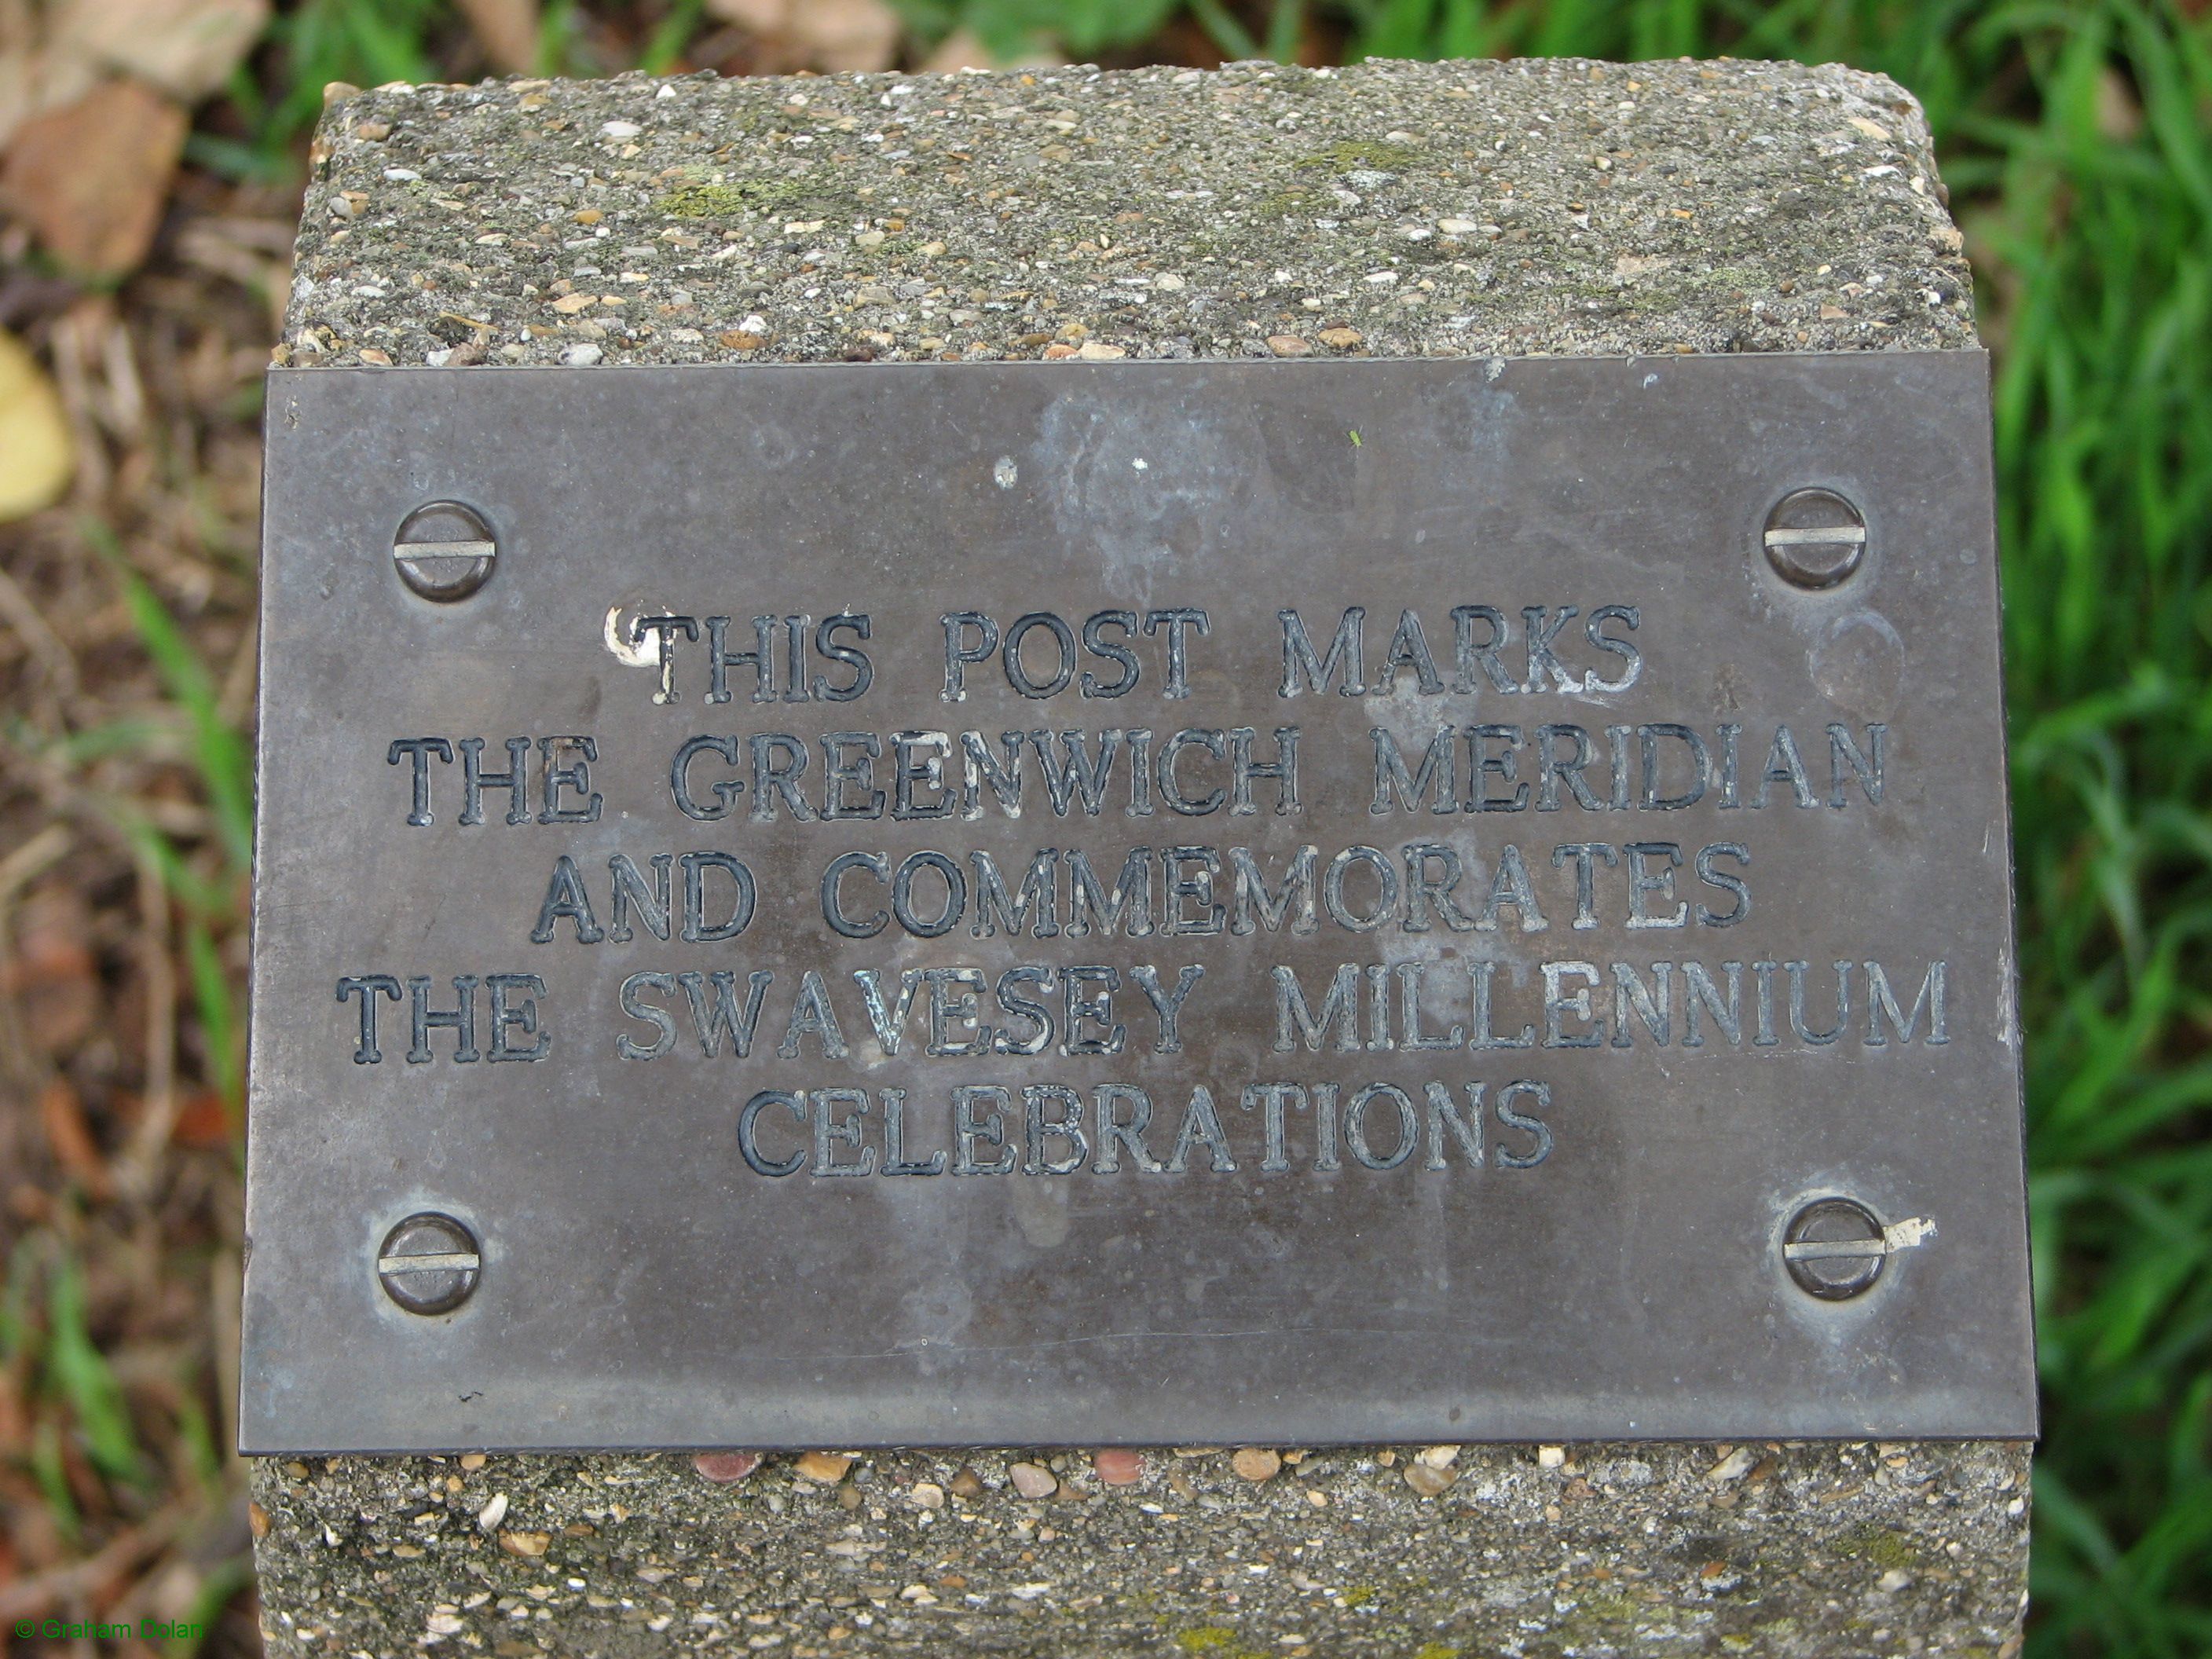 THIS POST MARKS
THE GREENWICH MERIDIAN
AND COMMEMORATES
THE SWAVESEY MILLENNIUM
CELEBRATIONS
© Graham Dolan